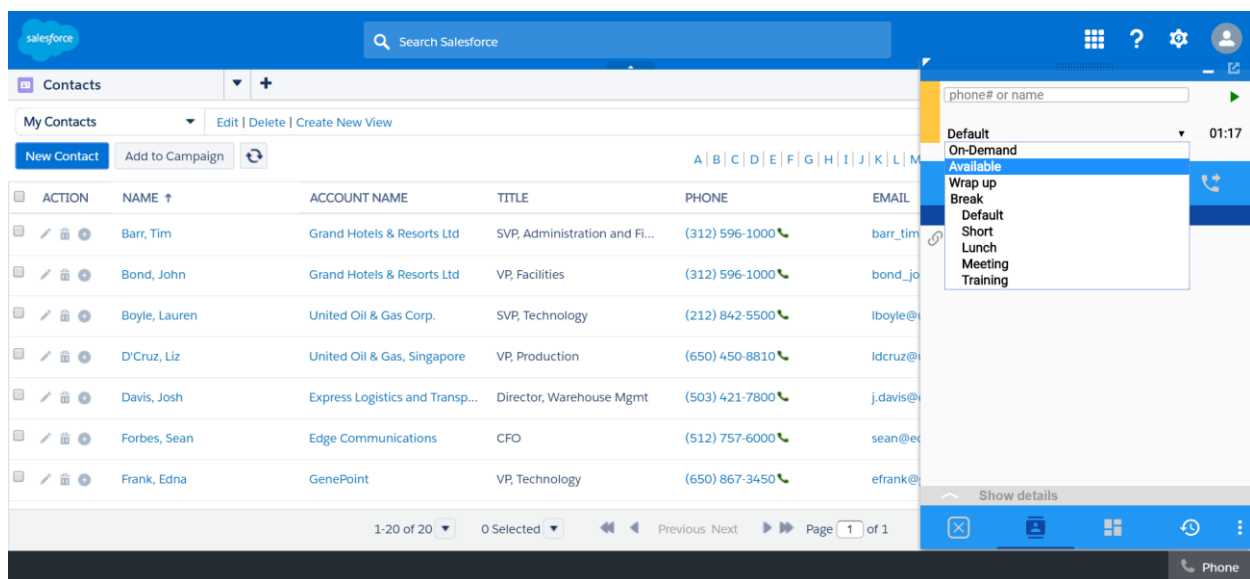 salesforce
Search Salesforce
Contacts
phone# or name
My Contacts
Edit | Delete | Create New View
Default
01:17
New Contact
Add to Campaign
A | B | C | D | E | F | G | H | I | J | K | L | M
On-Demand
Available
Wrap up
Break
Default
Short
Lunch
Meeting
Training
ACTION NAME ACCOUNT NAME TITLE PHONE EMAIL
Barr, Tim Grand Hotels & Resorts Ltd SVP, Administration and Fi... (312) 596-1000 barr_tim
Bond, John Grand Hotels & Resorts Ltd VP, Facilities (312) 596-1000 bond_jo
Boyle, Lauren United Oil & Gas Corp. SVP, Technology (212) 842-5500 lboyle@
D'Cruz, Liz United Oil & Gas, Singapore VP, Production (650) 450-8810 ldcruz@
Davis, Josh Express Logistics and Transp... Director, Warehouse Mgmt (503) 421-7800 j.davis@
Forbes, Sean Edge Communications CFO (512) 757-6000 sean@e
Frank, Edna GenePoint VP, Technology (650) 867-3450 efrank@
Show details
1-20 of 20 0 Selected Previous Next Page 1 of 1
Phone